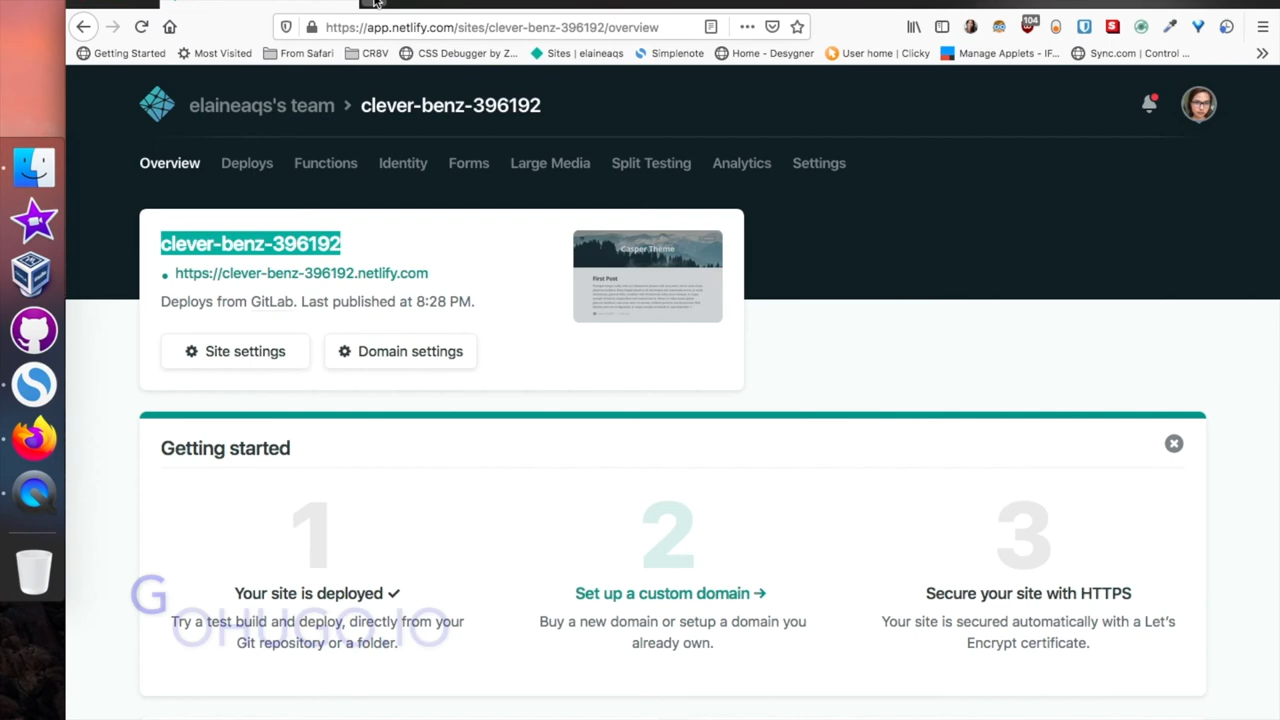 https://app.netlify.com/sites/clever-benz-396192/overview
104
Getting Started Most Visited From Safari CR8V CSS Debugger by Z... Sites | elaineaqs Simplenote Home - Desygner User home | Clicky Manage Applets - IF... Sync.com | Control ...
elaineaqs's team > clever-benz-396192
Overview Deploys Functions Identity Forms Large Media Split Testing Analytics Settings
clever-benz-396192
https://clever-benz-396192.netlify.com
Deploys from GitLab. Last published at 8:28 PM.
Site settings Domain settings
Casper Theme
First Post
Getting started
1 2 3
Your site is deployed ✓ Set up a custom domain → Secure your site with HTTPS
Try a test build and deploy, directly from your Git repository or a folder.
Buy a new domain or setup a domain you already own.
Your site is secured automatically with a Let's Encrypt certificate.
GOHUGO.IO